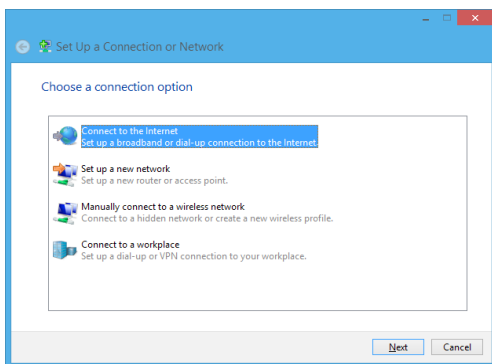 Set Up a Connection or Network
Choose a connection option
Connect to the Internet
Set up a broadband or dial-up connection to the Internet.
Set up a new network
Set up a new router or access point.
Manually connect to a wireless network
Connect to a hidden network or create a new wireless profile.
Connect to a workplace
Set up a dial-up or VPN connection to your workplace.
Next Cancel